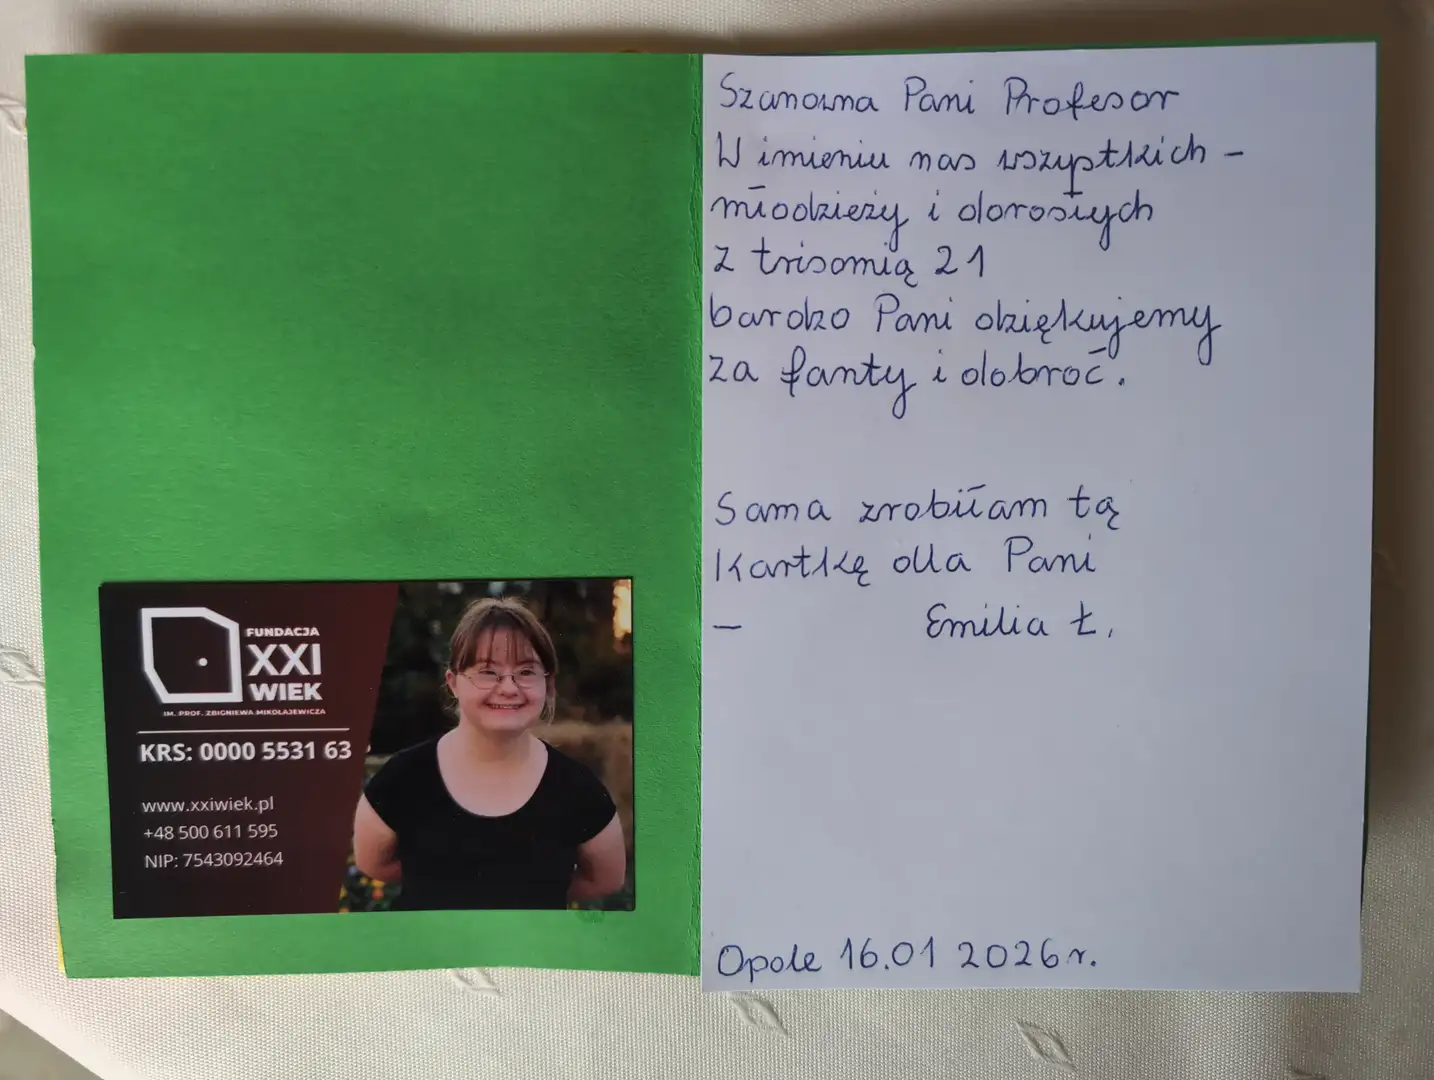 FUNDACJA
XXI
WIEK
IM. PROF. ZBIGNIEWA MIKOŁAJEWICZA
KRS: 0000 5531 63
www.xxiwiek.pl
+48 500 611 595
NIP: 7543092464
Szanowna Pani Profesor
W imieniu nas wszystkich –
młodzieży i dorosłych
z trisomią 21
bardzo Pani dziękujemy
za fanty i dobroć.
Sama zrobiłam tą
Kartkę dla Pani
– Emilia Ł.
Opole 16.01 2026r.